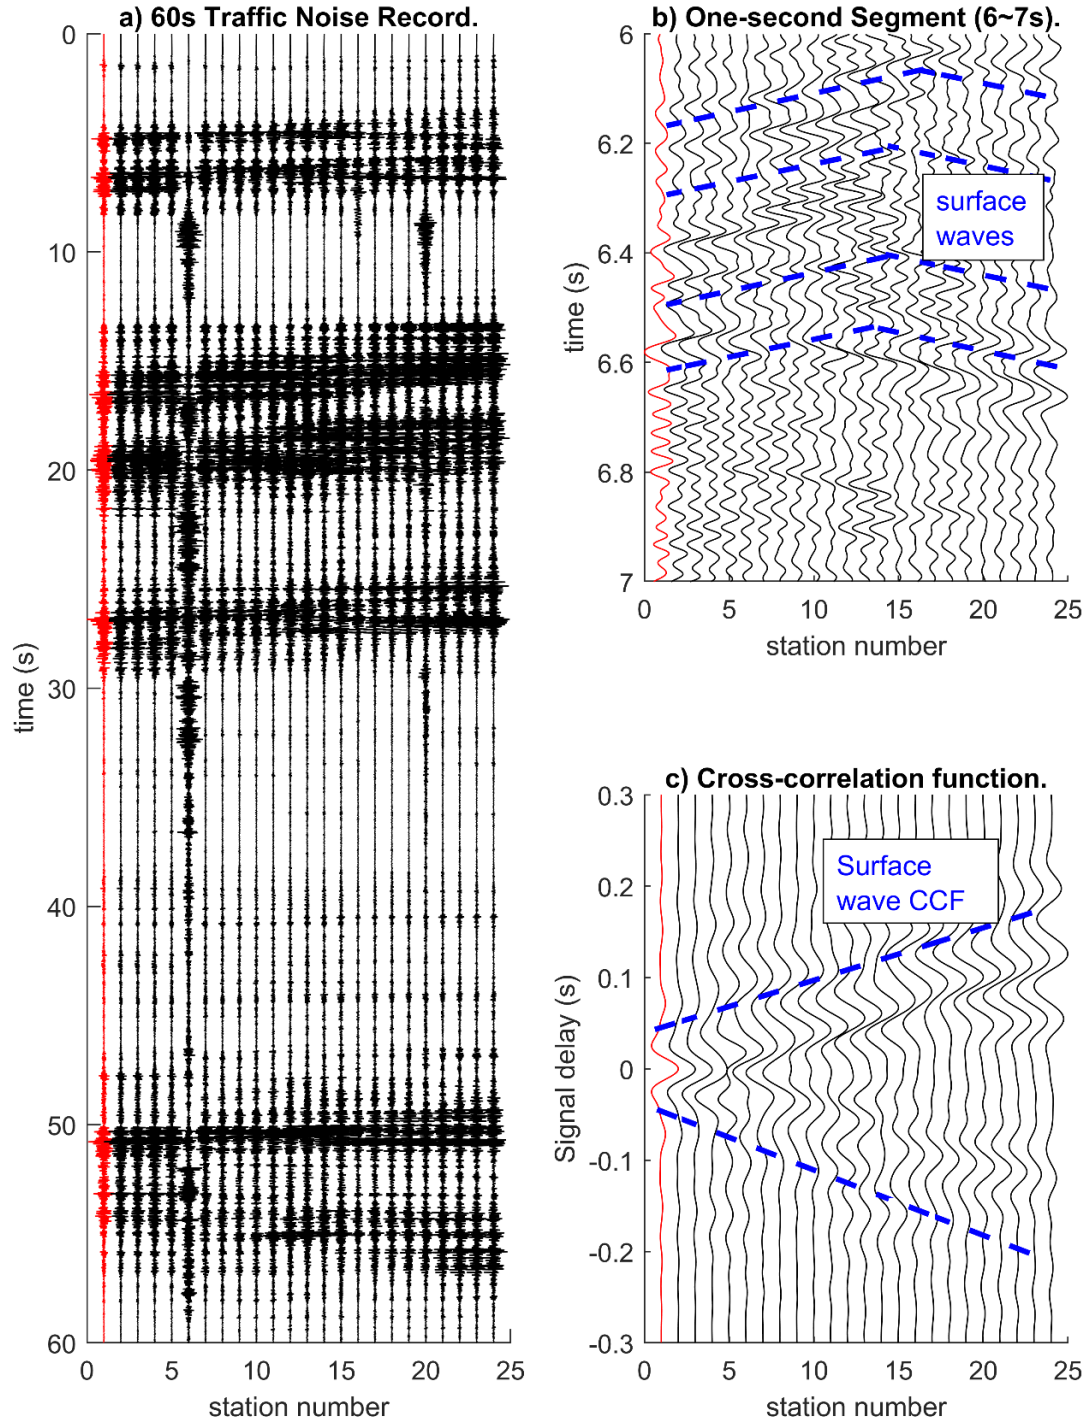 a) 60s Traffic Noise Record.
0
10
20
30
40
50
60
time (s)
0 5 10 15 20 25
station number
b) One-second Segment (6~7s).
6
6.2
6.4
6.6
6.8
7
time (s)
surface
waves
0 5 10 15 20 25
station number
c) Cross-correlation function.
0.3
0.2
0.1
0
-0.1
-0.2
-0.3
Signal delay (s)
Surface
wave CCF
0 5 10 15 20 25
station number